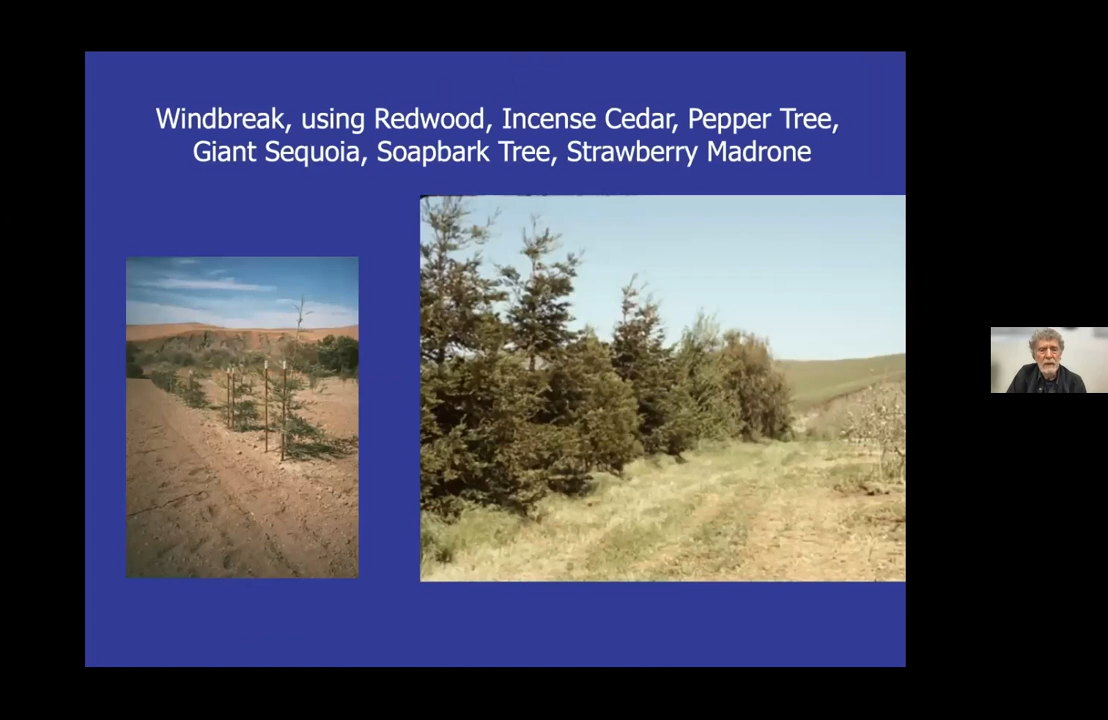 Windbreak, using Redwood, Incense Cedar, Pepper Tree,
Giant Sequoia, Soapbark Tree, Strawberry Madrone